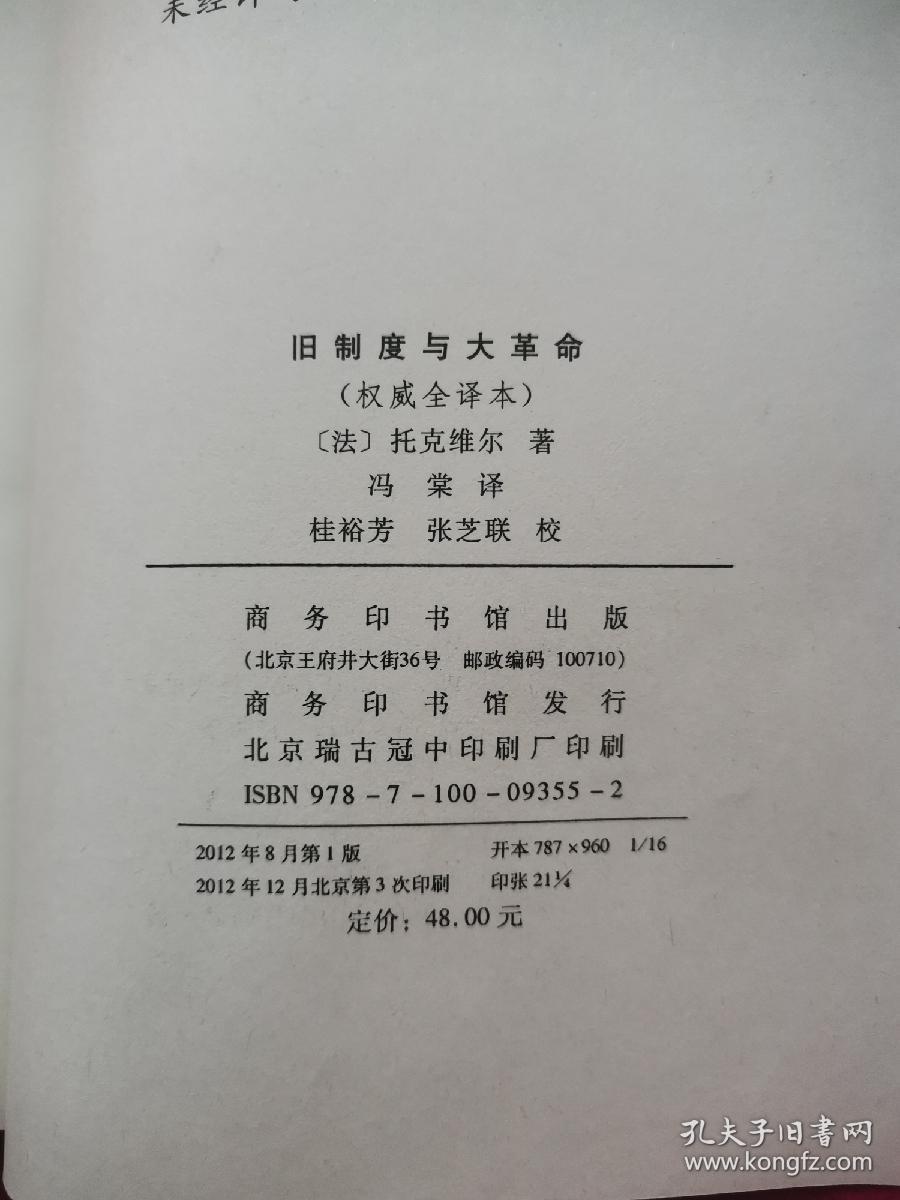 未经许
旧制度与大革命
（权威全译本）
〔法〕托克维尔 著
冯 棠 译
桂裕芳 张芝联 校
商务印书馆出版
（北京王府井大街36号 邮政编码 100710）
商务印书馆发行
北京瑞古冠中印刷厂印刷
ISBN 978-7-100-09355-2
2012年8月第1版 开本 787×960 1/16
2012年12月北京第3次印刷 印张 21¼
定价：48.00元
孔夫子旧书网
www.kongfz.com